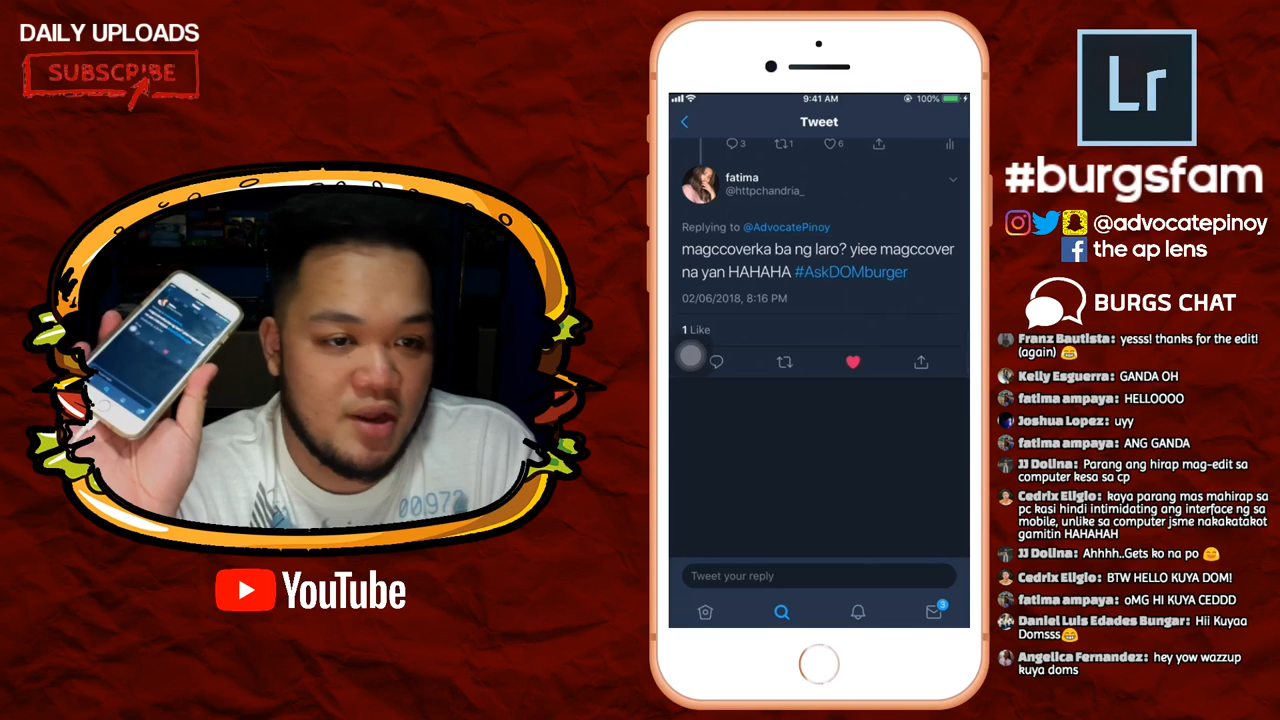 DAILY UPLOADS
SUBSCRIBE
00,972
YouTube
9:41 AM
100%
Tweet
3
1
6
fatima
@httpchandria_
Replying to @AdvocatePinoy
magccoverka ba ng laro? yiee magccover
na yan HAHAHA #AskDOMburger
02/06/2018, 8:16 PM
1 Like
Tweet your reply
3
Lr
#burgsfam
@advocatepinoy
the ap lens
BURGS CHAT
Franz Bautista: yesss! thanks for the edit!
(again) 😂
Kelly Esguerra: GANDA OH
fatima ampaya: HELLOOOO
Joshua Lopez: uyy
fatima ampaya: ANG GANDA
JJ Dolina: Parang ang hirap mag-edit sa
computer kesa sa cp
Cedrix Eligio: kaya parang mas mahirap sa
pc kasi hindi intimidating ang interface ng sa
mobile, unlike sa computer jsme nakakatakot
gamitin HAHAHAH
JJ Dolina: Ahhhh..Gets ko na po 😊
Cedrix Eligio: BTW HELLO KUYA DOM!
fatima ampaya: oMG HI KUYA CEDDD
Daniel Luis Edades Bungar: Hii Kuyaa
Domsss😂
Angelica Fernandez: hey yow wazzup
kuya doms